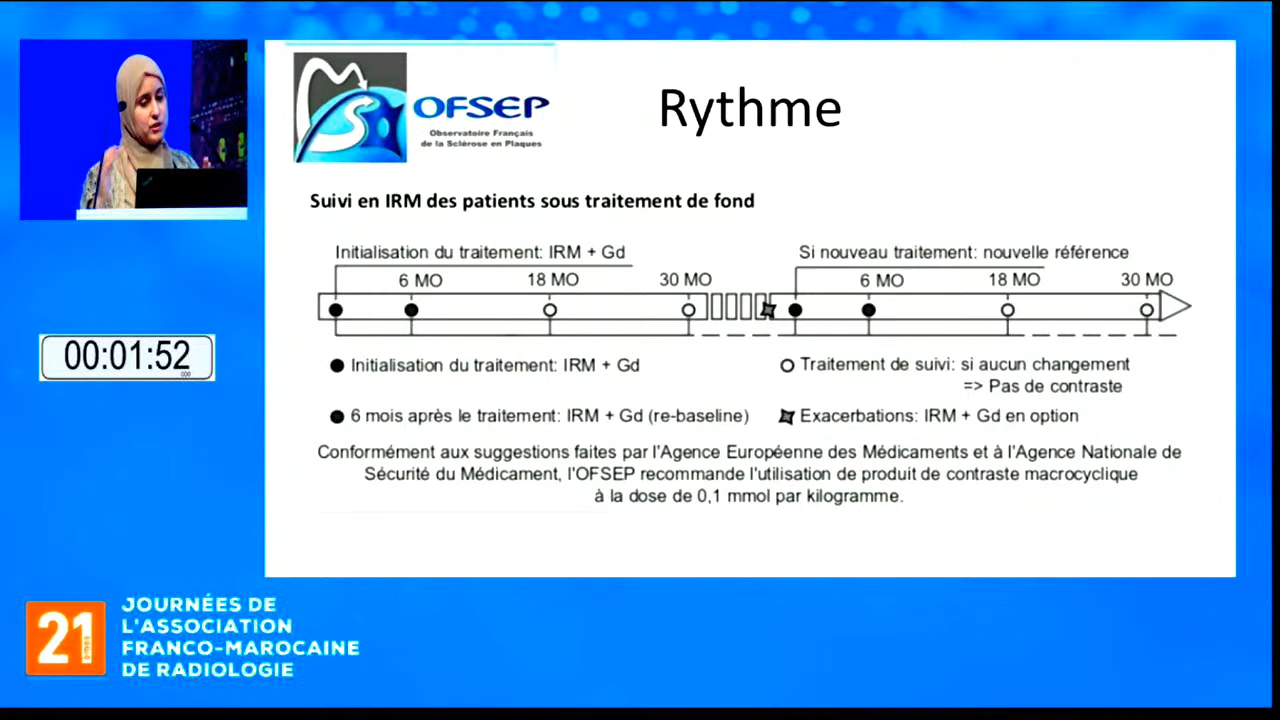 OFSEP
Observatoire Français
de la Sclérose en Plaques
Rythme
Suivi en IRM des patients sous traitement de fond
Initialisation du traitement: IRM + Gd
Si nouveau traitement: nouvelle référence
6 MO 18 MO 30 MO 6 MO 18 MO 30 MO
Initialisation du traitement: IRM + Gd
Traitement de suivi: si aucun changement
=> Pas de contraste
6 mois après le traitement: IRM + Gd (re-baseline)
Exacerbations: IRM + Gd en option
Conformément aux suggestions faites par l'Agence Européenne des Médicaments et à l'Agence Nationale de
Sécurité du Médicament, l'OFSEP recommande l'utilisation de produit de contraste macrocyclique
à la dose de 0,1 mmol par kilogramme.
00:01:52
21
JOURNÉES DE
L'ASSOCIATION
FRANCO-MAROCAINE
DE RADIOLOGIE